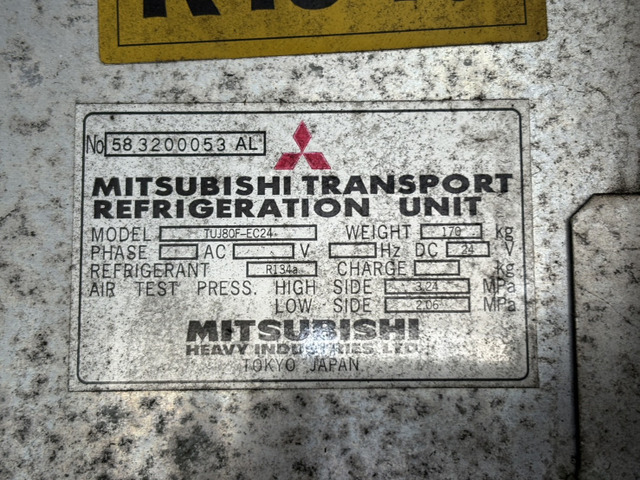 No 583200053 AL
MITSUBISHI TRANSPORT
REFRIGERATION UNIT
MODEL TUJ80F-EC24 WEIGHT 170 kg
PHASE AC V Hz DC 24 V
REFRIGERANT R134a CHARGE kg
AIR TEST PRESS. HIGH SIDE 3.24 MPa
LOW SIDE 2.06 MPa
MITSUBISHI
HEAVY INDUSTRIES LTD
TOKYO JAPAN